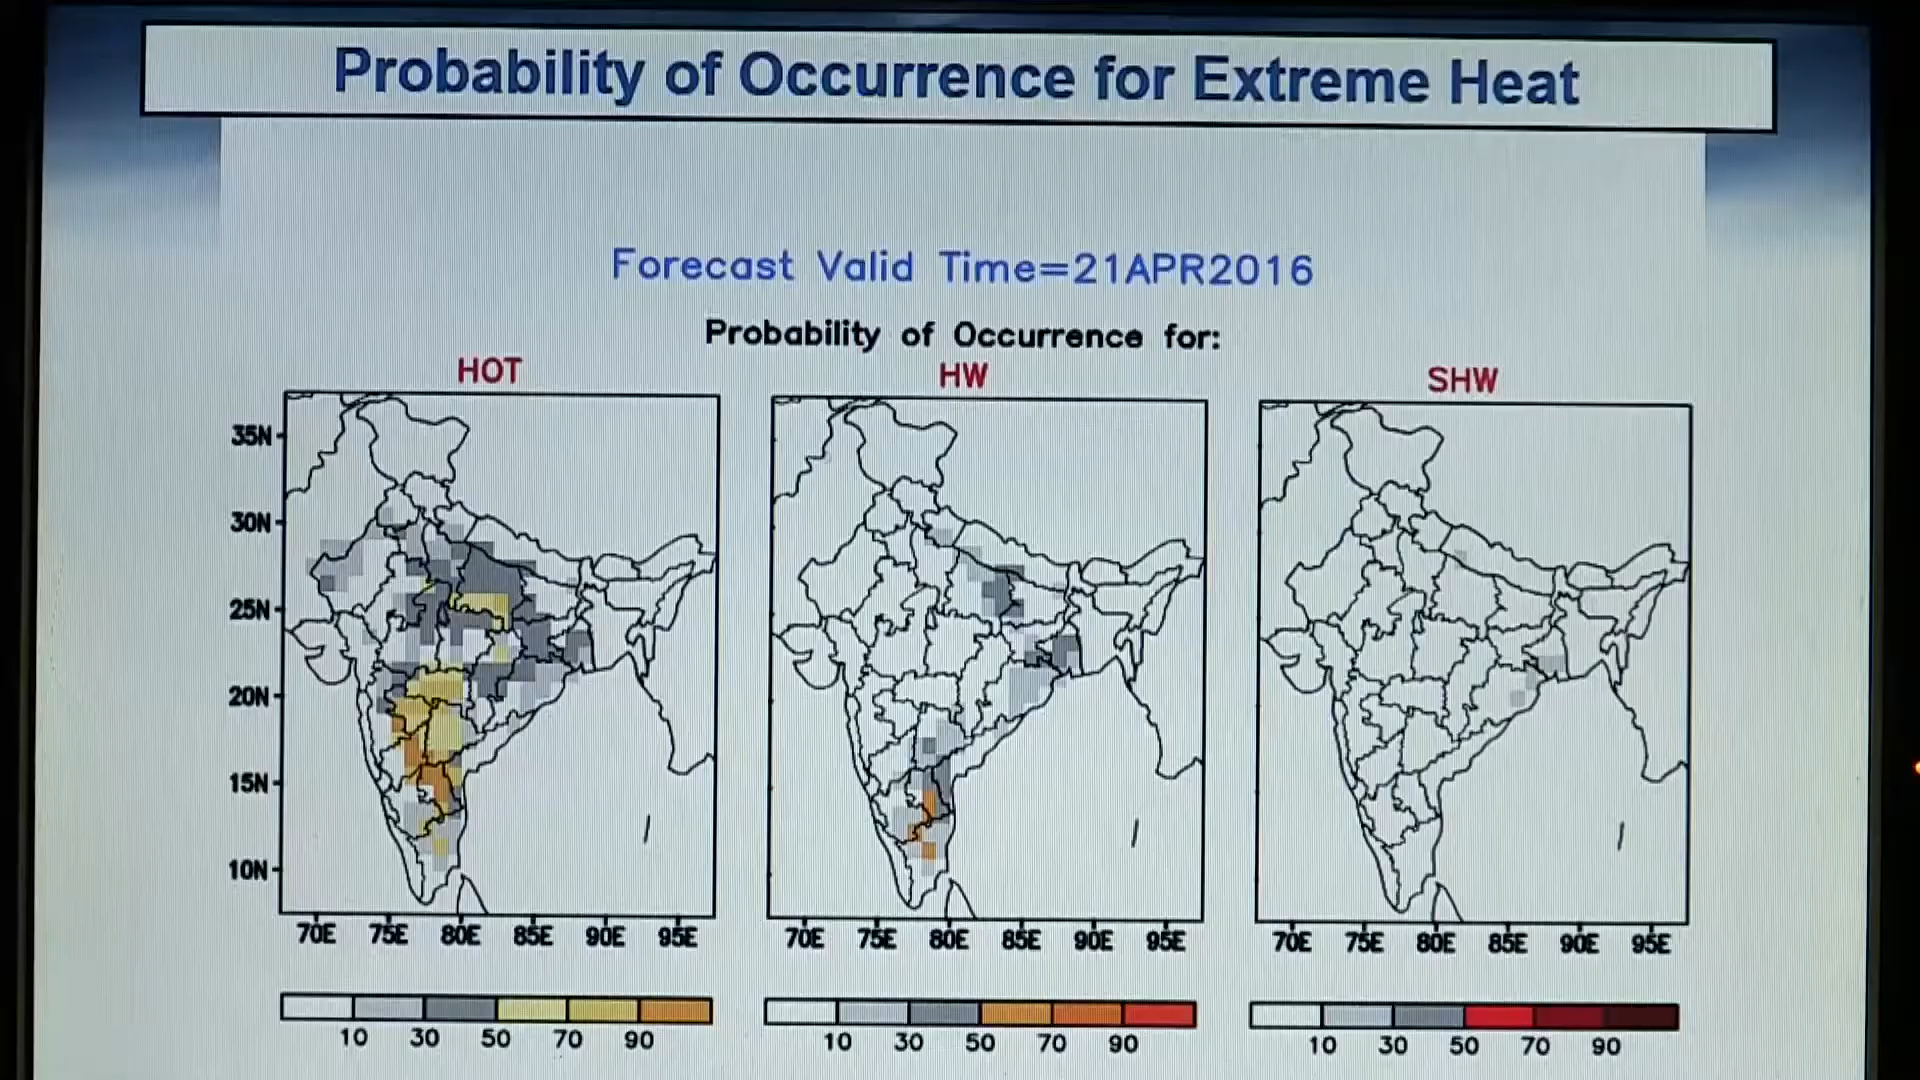 Probability of Occurrence for Extreme Heat
Forecast Valid Time=21APR2016
Probability of Occurrence for:
HOT
HW
SHW
35N
30N
25N
20N
15N
10N
70E 75E 80E 85E 90E 95E
70E 75E 80E 85E 90E 95E
70E 75E 80E 85E 90E 95E
10 30 50 70 90
10 30 50 70 90
10 30 50 70 90